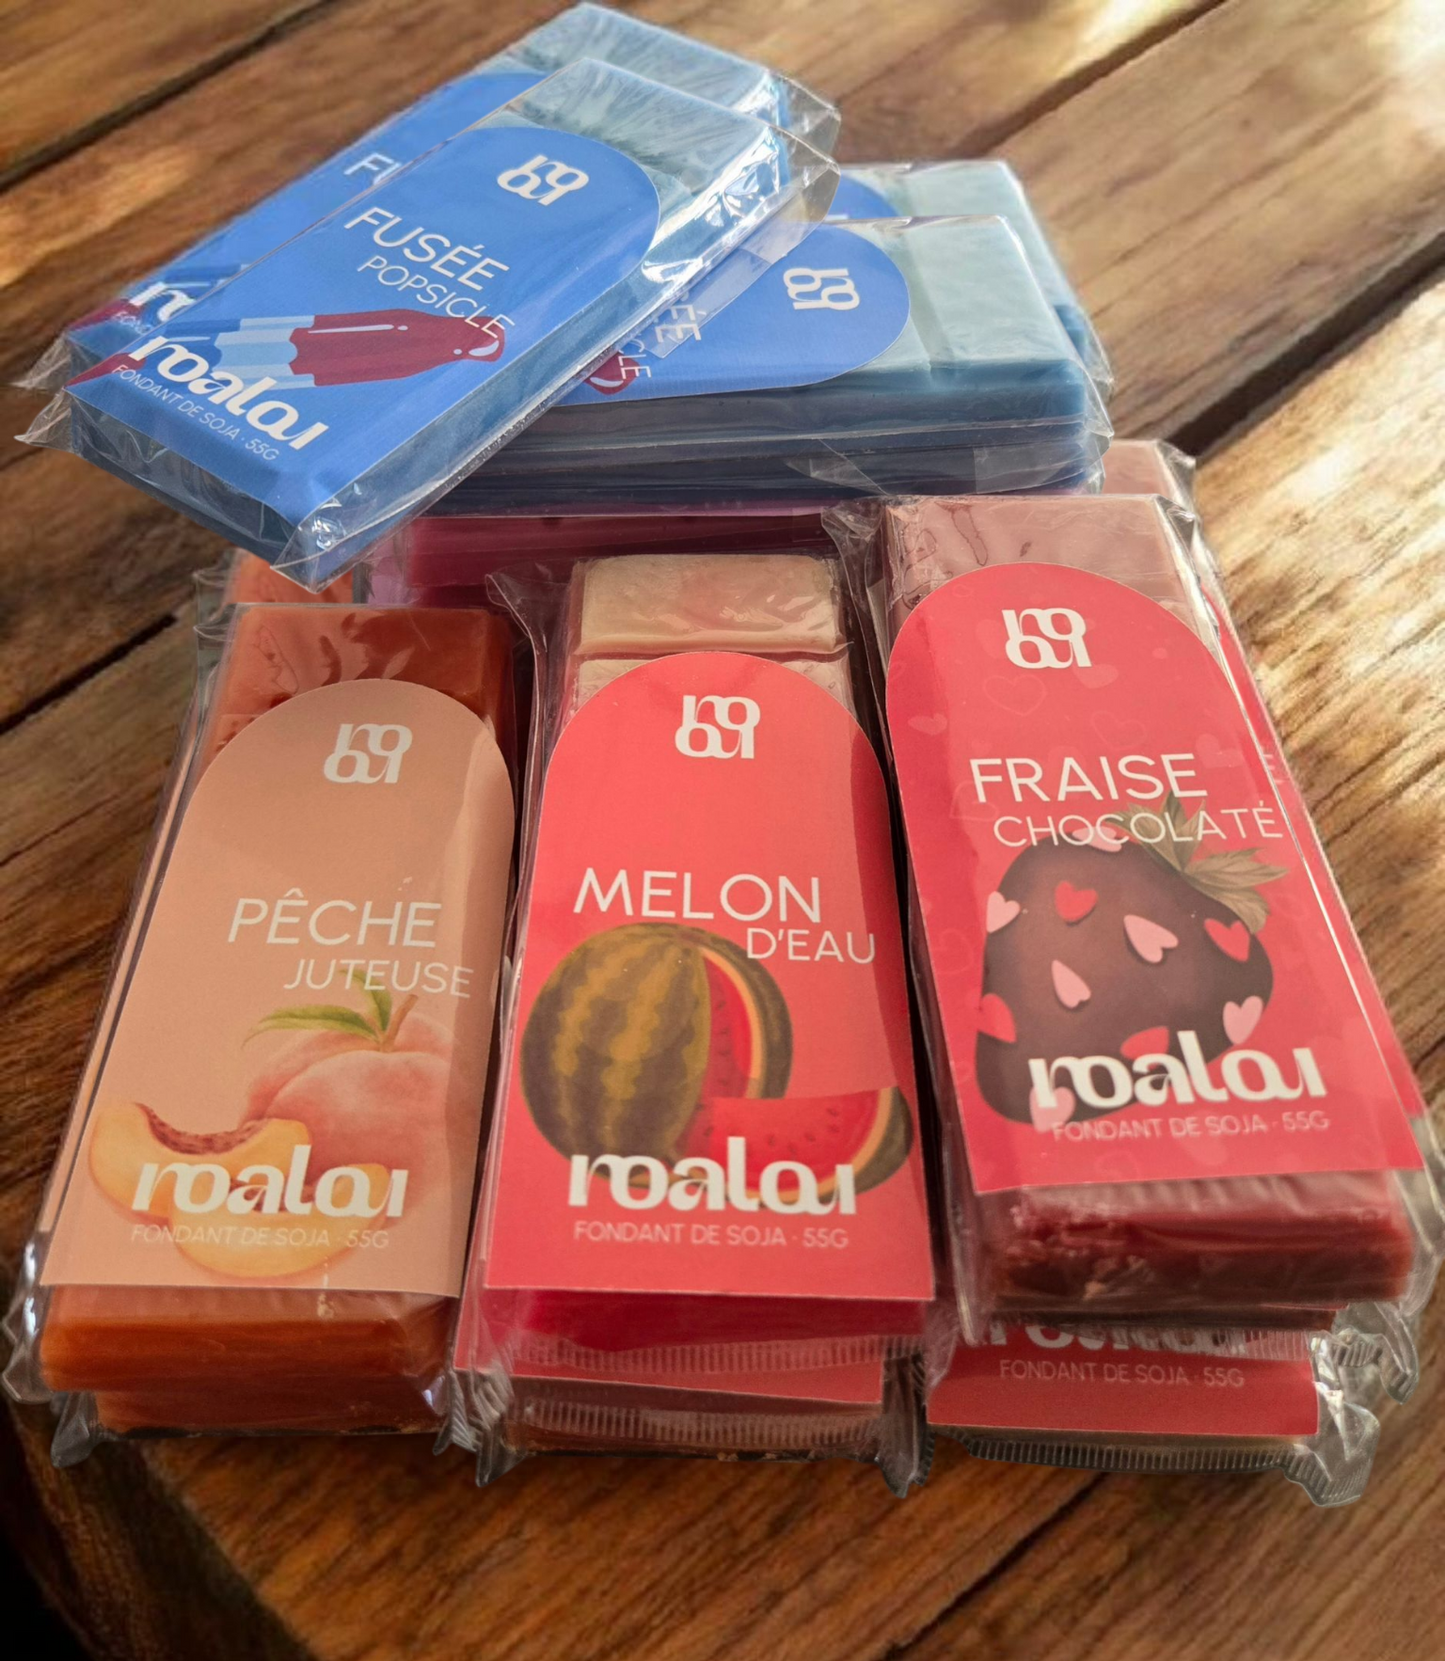 FUSÉE
POPSICLE
roalou
FONDANT DE SOJA · 55G
PÊCHE
JUTEUSE
roalou
FONDANT DE SOJA · 55G
MELON
D'EAU
roalou
FONDANT DE SOJA · 55G
FRAISE
CHOCOLATÉ
roalou
FONDANT DE SOJA · 55G
FONDANT DE SOJA · 55G